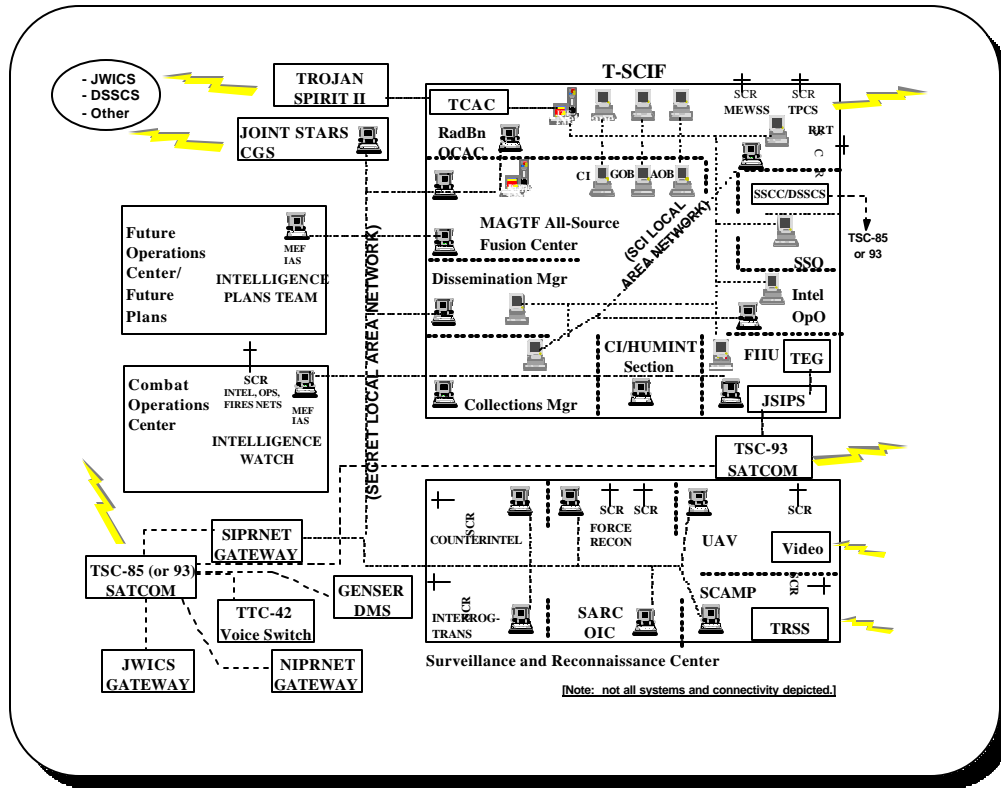 - JWICS
- DSSCS
- Other
TROJAN
SPIRIT II
JOINT STARS
CGS
T-SCIF
TCAC
RadBn
OCAC
SCR
MEWSS
SCR
TPCS
RRT
S C R
CI
GOB
AOB
SSCC/DSSCS
TSC-85
or 93
SSO
MAGTF All-Source
Fusion Center
(SCI LOCAL
AREA NETWORK)
Dissemination Mgr
Intel
OpO
CI/HUMINT
Section
FIIU
TEG
JSIPS
Collections Mgr
Future
Operations
Center/
Future
Plans
MEF
IAS
INTELLIGENCE
PLANS TEAM
(SECRET LOCAL AREA NETWORK)
Combat
Operations
Center
SCR
INTEL, OPS,
FIRES NETS
MEF
IAS
INTELLIGENCE
WATCH
TSC-93
SATCOM
SCR
COUNTERINTEL
SCR
SCR
FORCE
RECON
UAV
SCR
Video
SCR
INTERROG-
TRANS
SCR
SARC
OIC
SCAMP
TRSS
Surveillance and Reconnaissance Center
SIPRNET
GATEWAY
TSC-85 (or 93)
SATCOM
GENSER
DMS
TTC-42
Voice Switch
JWICS
GATEWAY
NIPRNET
GATEWAY
[Note: not all systems and connectivity depicted.]